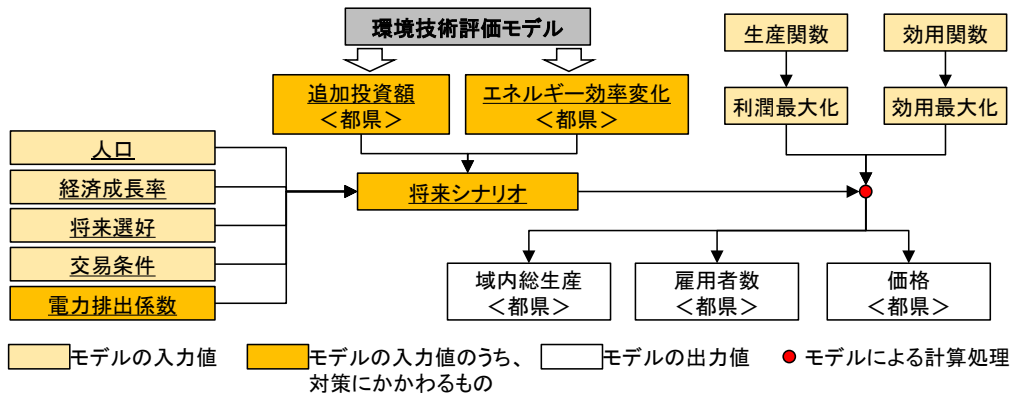 環境技術評価モデル
生産関数
効用関数
追加投資額
＜都県＞
エネルギー効率変化
＜都県＞
利潤最大化
効用最大化
人口
経済成長率
将来選好
交易条件
電力排出係数
将来シナリオ
域内総生産
＜都県＞
雇用者数
＜都県＞
価格
＜都県＞
モデルの入力値
モデルの入力値のうち、
対策にかかわるもの
モデルの出力値
モデルによる計算処理